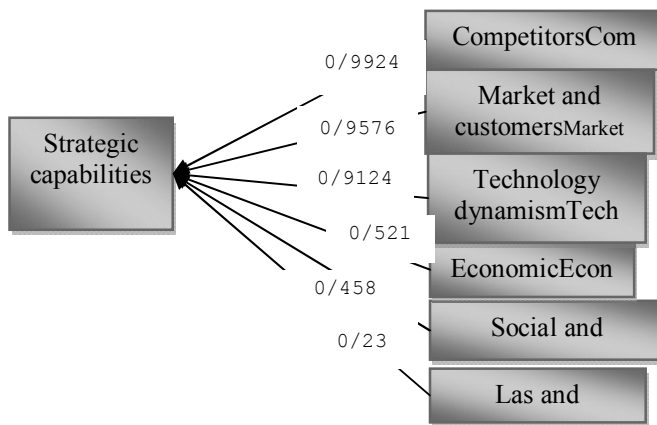 CompetitorsCom
0/9924
Market and
customersMarket
0/9576
Strategic
capabilities
Technology
dynamismTech
0/9124
0/521
EconomicEcon
0/458
Social and
0/23
Las and